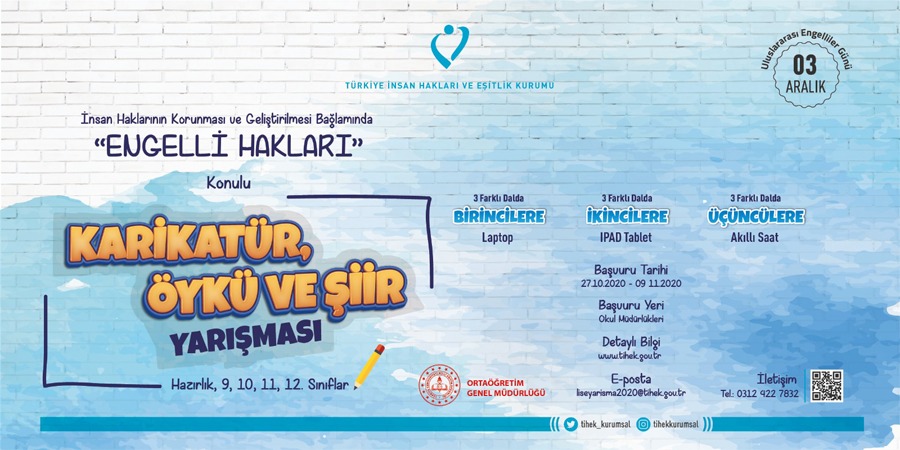 TÜRKİYE İNSAN HAKLARI VE EŞİTLİK KURUMU
Uluslararası Engelliler Günü
03
ARALIK
İnsan Haklarının Korunması ve Geliştirilmesi Bağlamında
“ENGELLİ HAKLARI”
Konulu
KARİKATÜR,
ÖYKÜ VE ŞİİR
YARIŞMASI
Hazırlık, 9, 10, 11, 12. Sınıflar
3 Farklı Dalda
BİRİNCİLERE
Laptop
3 Farklı Dalda
İKİNCİLERE
IPAD Tablet
3 Farklı Dalda
ÜÇÜNCÜLERE
Akıllı Saat
Başvuru Tarihi
27.10.2020 - 09 11.2020
Başvuru Yeri
Okul Müdürlükleri
Detaylı Bilgi
www.tihek.gov.tr
E-posta
liseyarisma2020@tihek.gov.tr
İletişim
Tel.: 0312 422 7832
ORTAÖĞRETİM
GENEL MÜDÜRLÜĞÜ
tihek_kurumsal
tihekkurumsal